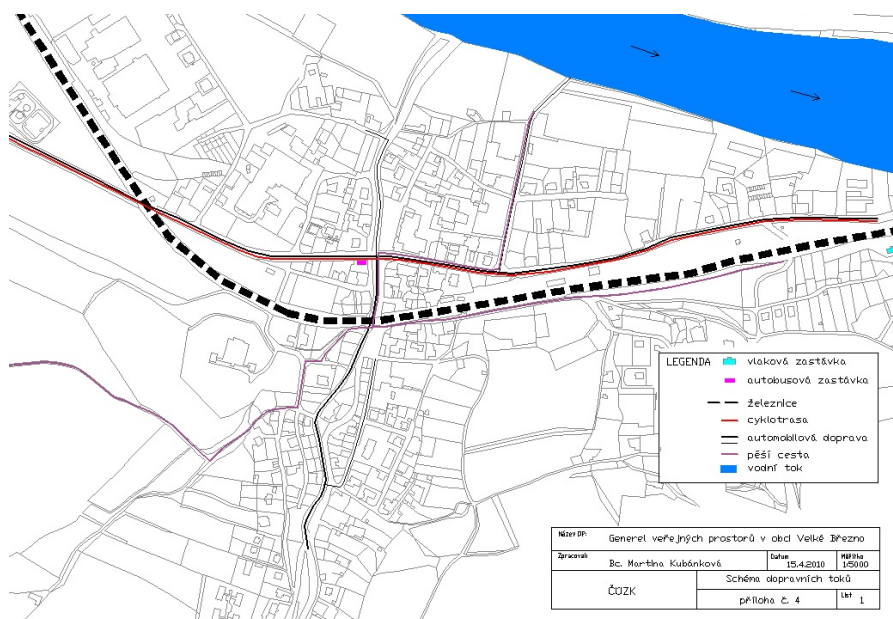 LEGENDA
vlaková zastávka
autobusová zastávka
železnice
cyklotrasa
automobilová doprava
pěší cesta
vodní tok
Název DP: Generel veřejných prostorů v obci Velké Březno
Zpracoval: Bc. Martina Kubánková
Datum 15.4.2010
Měřítko 1:5000
ČÚZK
Schéma dopravních toků
příloha č. 4
List 1